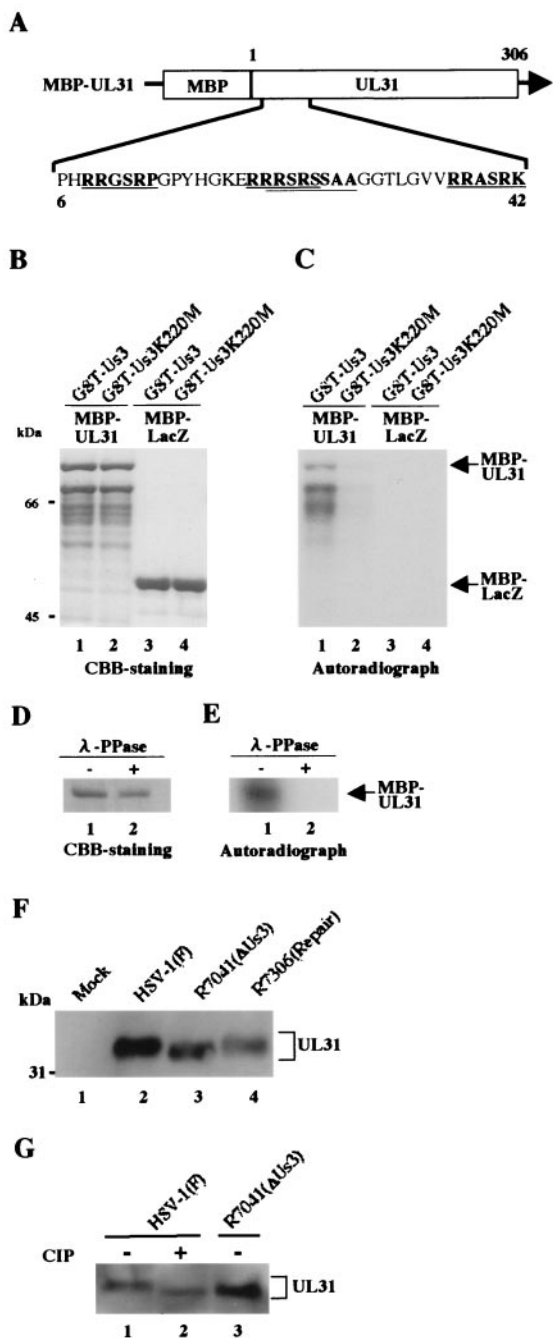 A
1 306
MBP-UL31 MBP UL31
PHRRGSRPGPYHGKERRRSRSSAAGGTLGVVRRASRK
6 42
B
GST-Us3 GST-Us3K220M GST-Us3 GST-Us3K220M
MBP-UL31 MBP-LacZ
kDa
66
45
1 2 3 4
CBB-staining
C
GST-Us3 GST-Us3K220M GST-Us3 GST-Us3K220M
MBP-UL31 MBP-LacZ
MBP-UL31
MBP-LacZ
1 2 3 4
Autoradiograph
D
λ-PPase
- +
1 2
CBB-staining
E
λ-PPase
- +
MBP-UL31
1 2
Autoradiograph
F
Mock HSV-1(F) R7041(ΔUs3) R7306(Repair)
kDa
UL31
31
1 2 3 4
G
HSV-1(F) R7041(ΔUs3)
CIP - + -
UL31
1 2 3